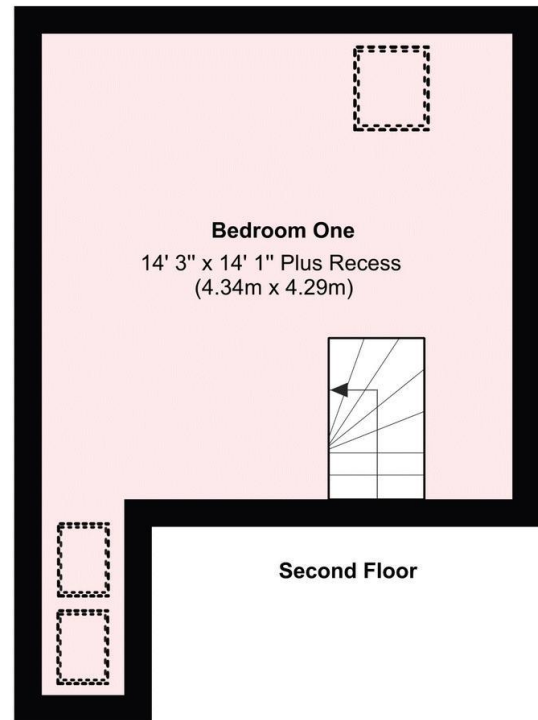 Bedroom One
14' 3" x 14' 1" Plus Recess
(4.34m x 4.29m)
Second Floor